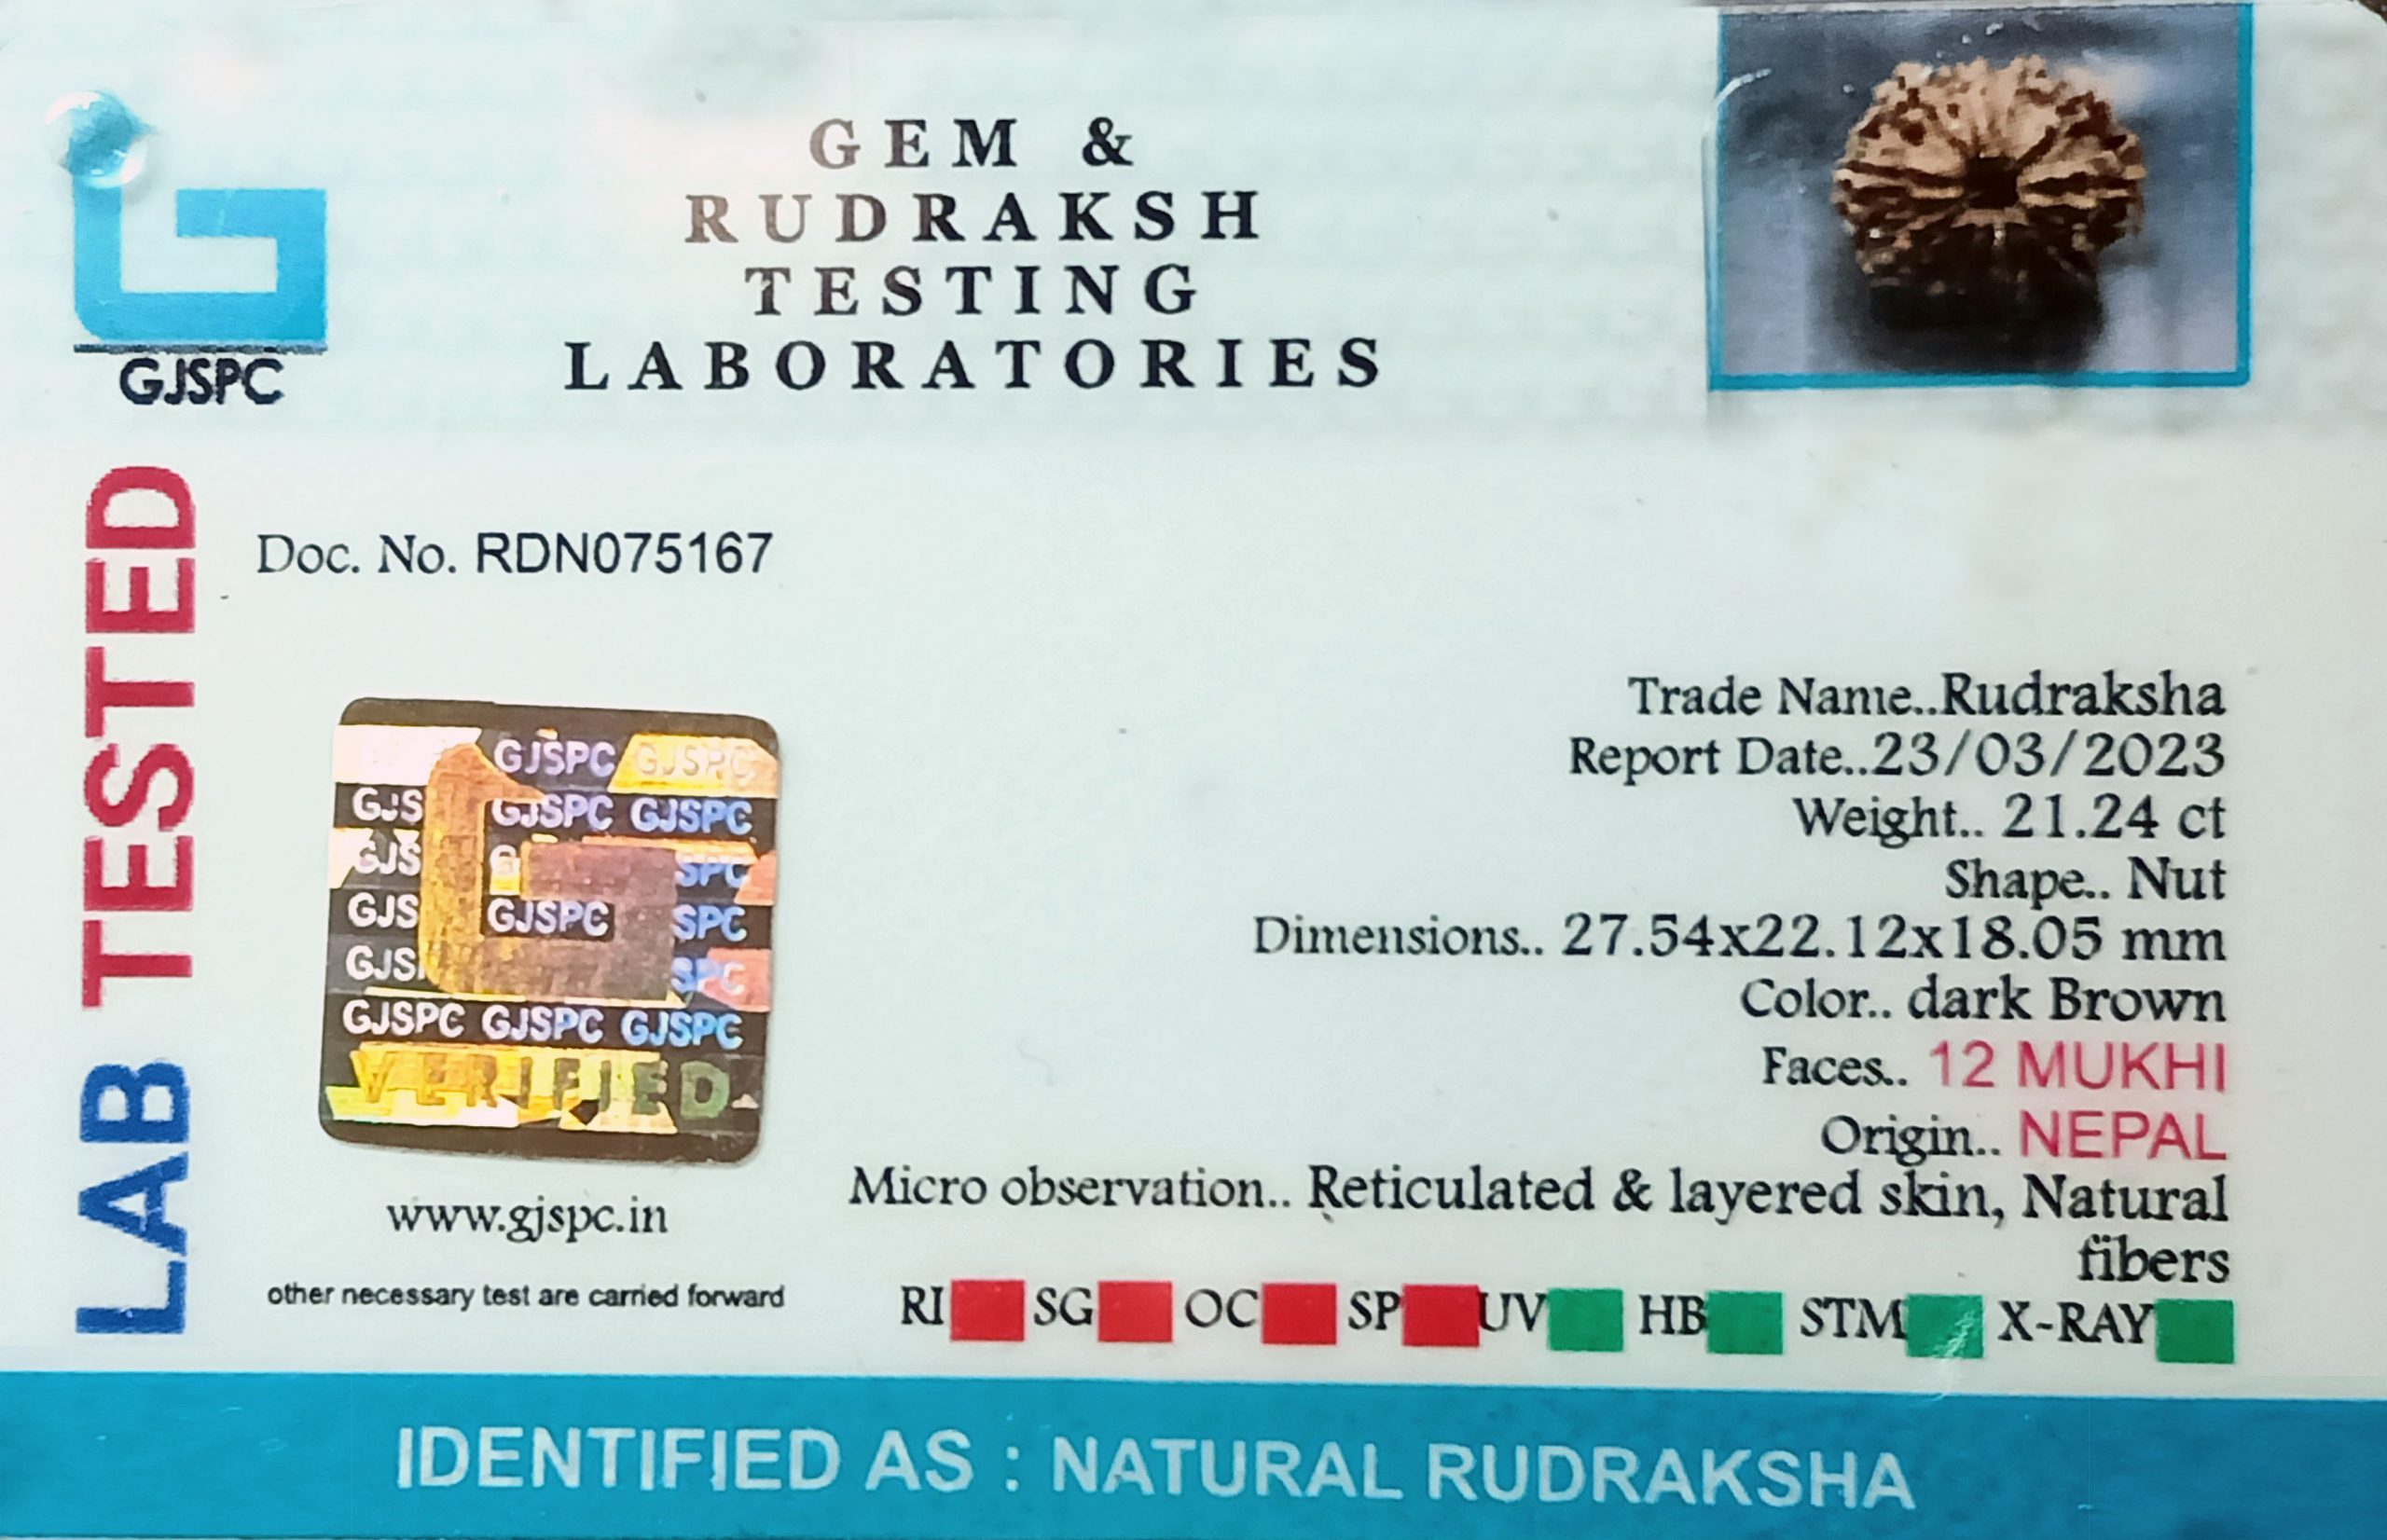 GEM &
RUDRAKSH
TESTING
LABORATORIES
GJSPC
LAB TESTED
Doc. No. RDN075167
Trade Name..Rudraksha
Report Date..23/03/2023
Weight.. 21.24 ct
Shape.. Nut
Dimensions.. 27.54x22.12x18.05 mm
Color.. dark Brown
Faces.. 12 MUKHI
Origin.. NEPAL
Micro observation.. Reticulated & layered skin, Natural
fibers
GJSPC GJSPC
GJS GJSPC GJSPC
GJS G SPC
GJS GJSPC SPC
GJS SPC
GJSPC GJSPC GJSPC
VERIFIED
www.gjspc.in
other necessary test are carried forward
RI SG OC SP UV HB STM X-RAY
IDENTIFIED AS : NATURAL RUDRAKSHA